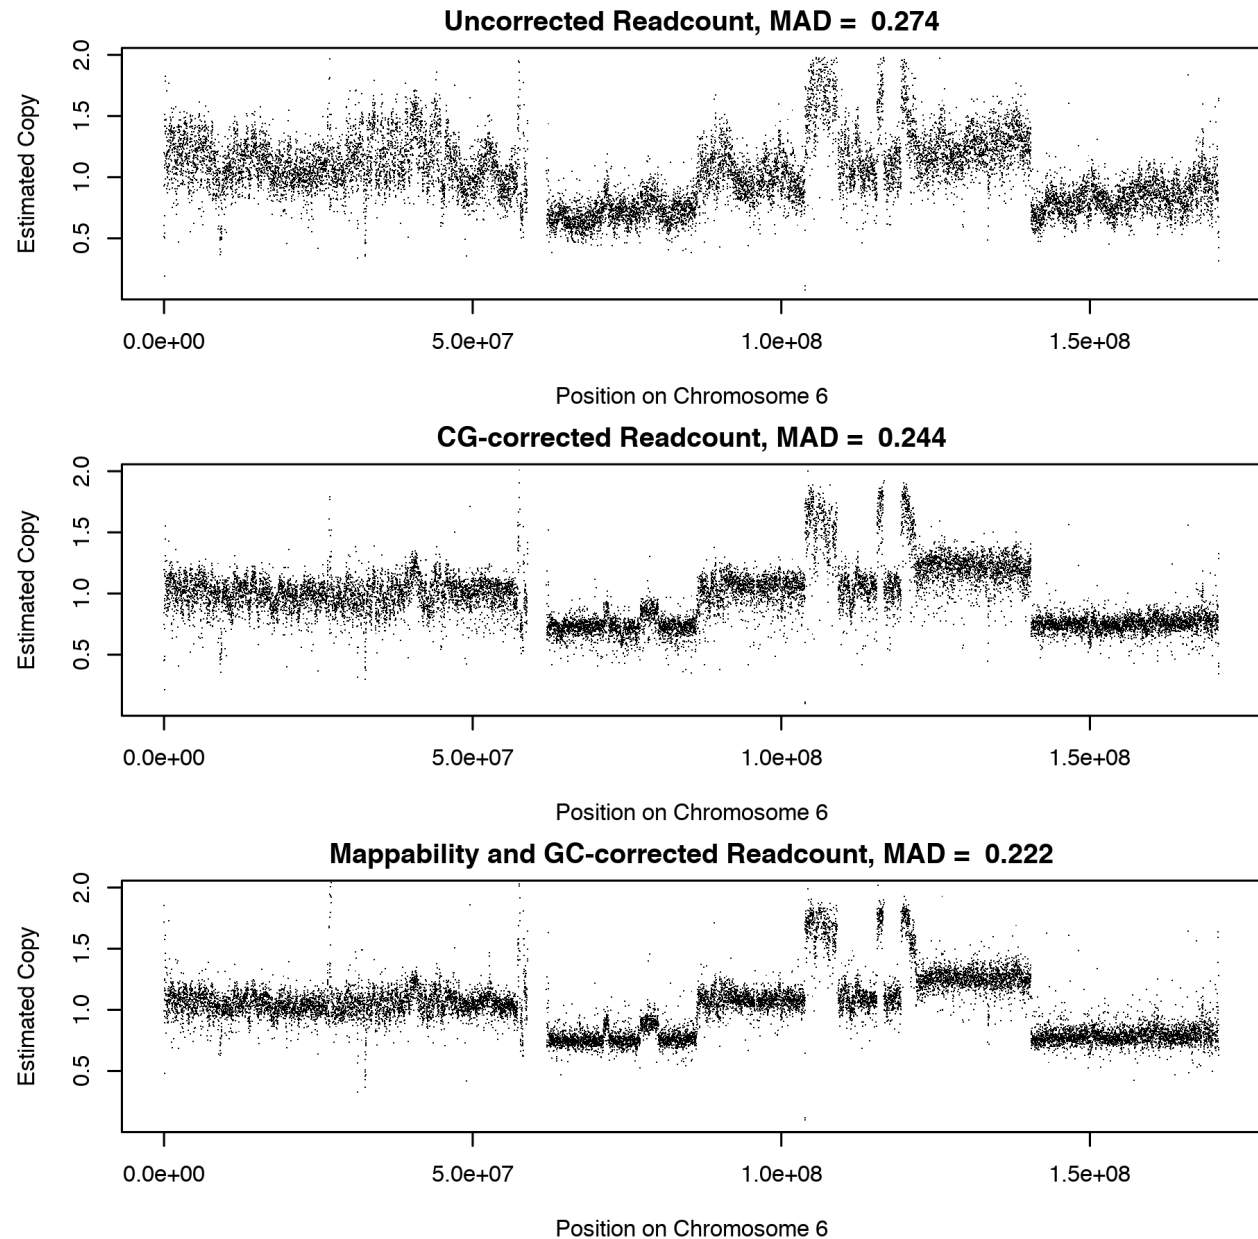 Uncorrected Readcount, MAD = 0.274
Estimated Copy
2.0
1.5
1.0
0.5
0.0e+00 5.0e+07 1.0e+08 1.5e+08
Position on Chromosome 6
CG-corrected Readcount, MAD = 0.244
Estimated Copy
2.0
1.5
1.0
0.5
0.0e+00 5.0e+07 1.0e+08 1.5e+08
Position on Chromosome 6
Mappability and GC-corrected Readcount, MAD = 0.222
Estimated Copy
2.0
1.5
1.0
0.5
0.0e+00 5.0e+07 1.0e+08 1.5e+08
Position on Chromosome 6